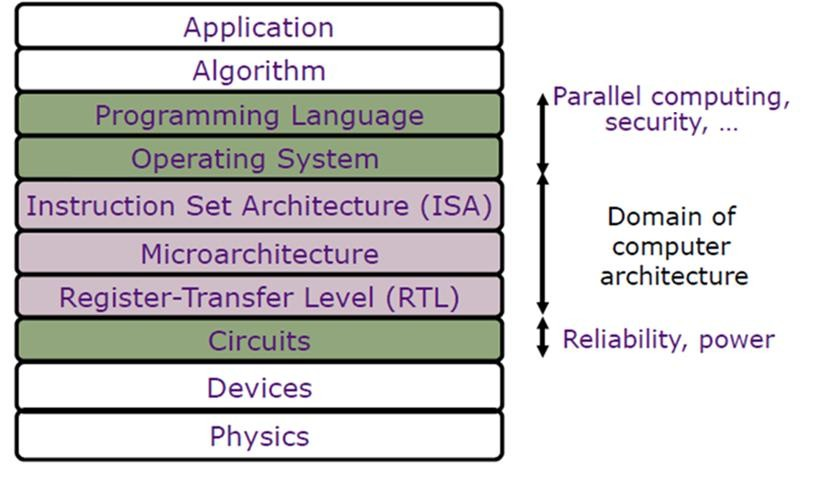 Application
Algorithm
Programming Language
Operating System
Instruction Set Architecture (ISA)
Microarchitecture
Register-Transfer Level (RTL)
Circuits
Devices
Physics
Parallel computing,
security, ...
Domain of
computer
architecture
Reliability, power